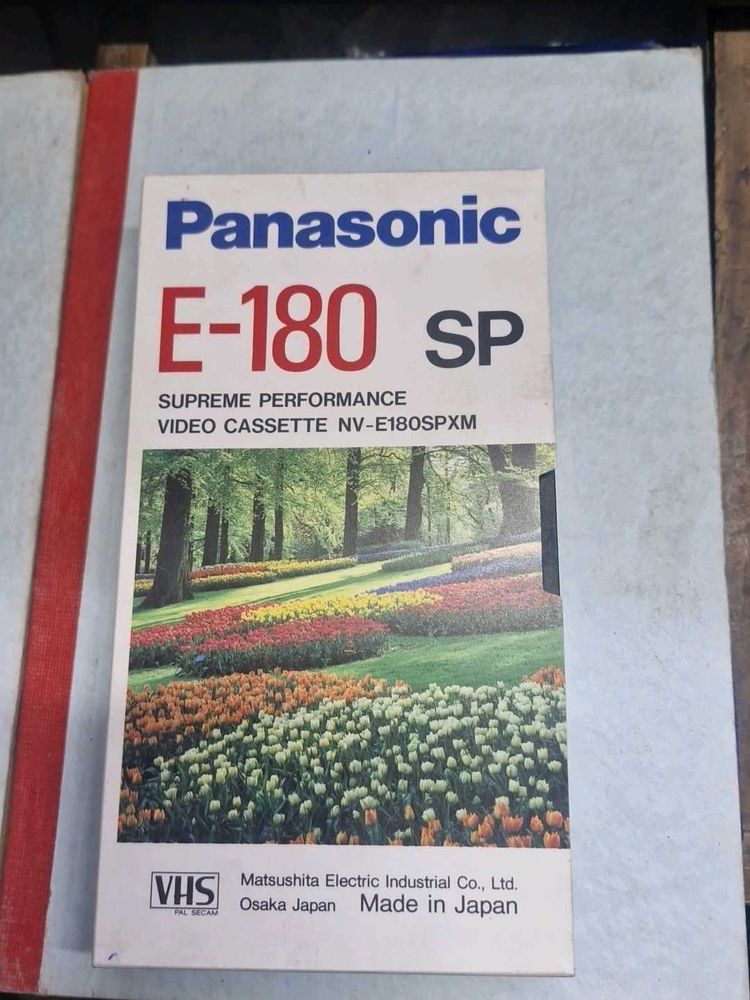 Panasonic
E-180 SP
SUPREME PERFORMANCE
VIDEO CASSETTE NV-E180SPXM
VHS
PAL SECAM
Matsushita Electric Industrial Co., Ltd.
Osaka Japan Made in Japan